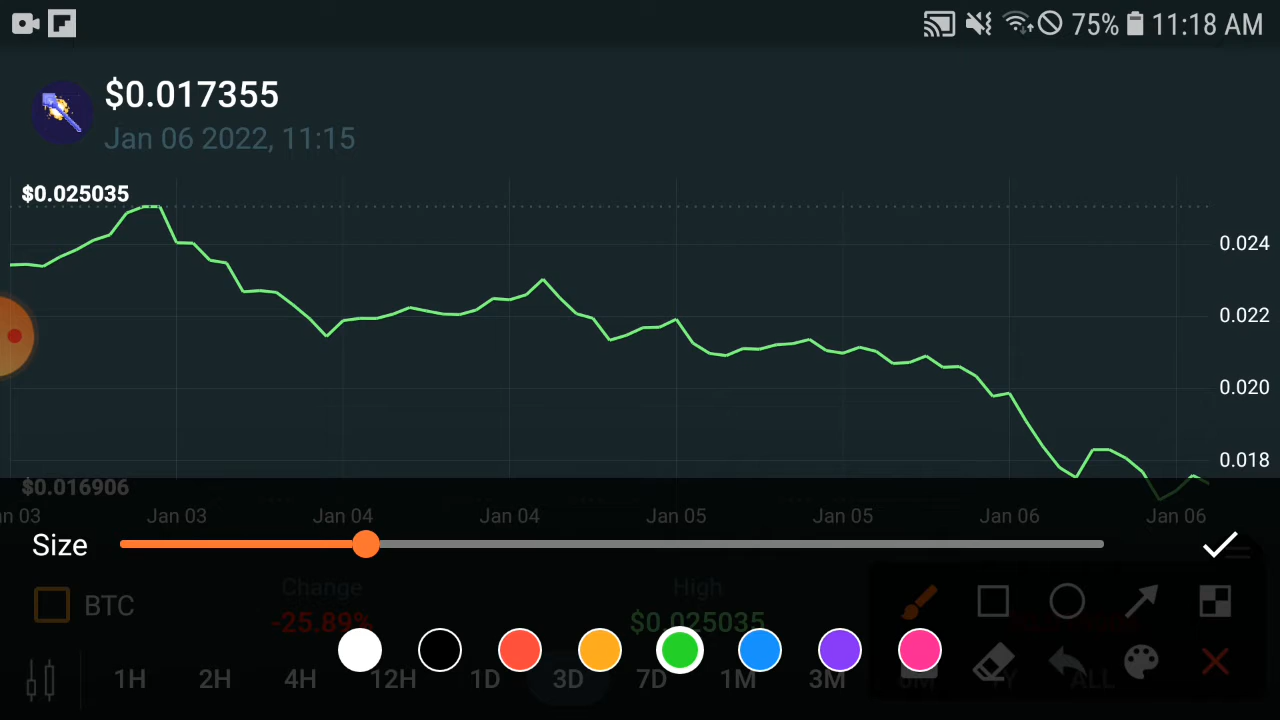 75% 11:18 AM
$0.017355
Jan 06 2022, 11:15
$0.025035
0.024
0.022
0.020
0.018
$0.016906
n 03 Jan 03 Jan 04 Jan 04 Jan 05 Jan 05 Jan 06 Jan 06
Size
Change High
BTC
-25.89% $0.025035
1H 2H 4H 12H 1D 3D 7D 1M 3M 6M ALL